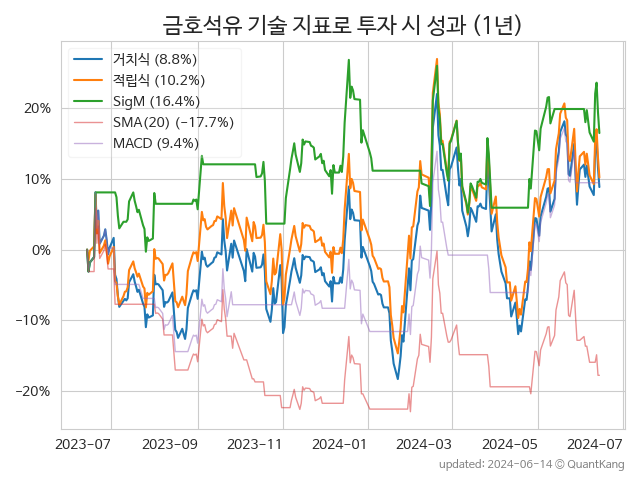 금호석유 기술 지표로 투자 시 성과 (1년)
거치식 (8.8%)
적립식 (10.2%)
SigM (16.4%)
SMA(20) (−17.7%)
MACD (9.4%)
20%
10%
0%
−10%
−20%
2023−07
2023−09
2023−11
2024−01
2024−03
2024−05
2024−07
updated: 2024-06-14 © QuantKang